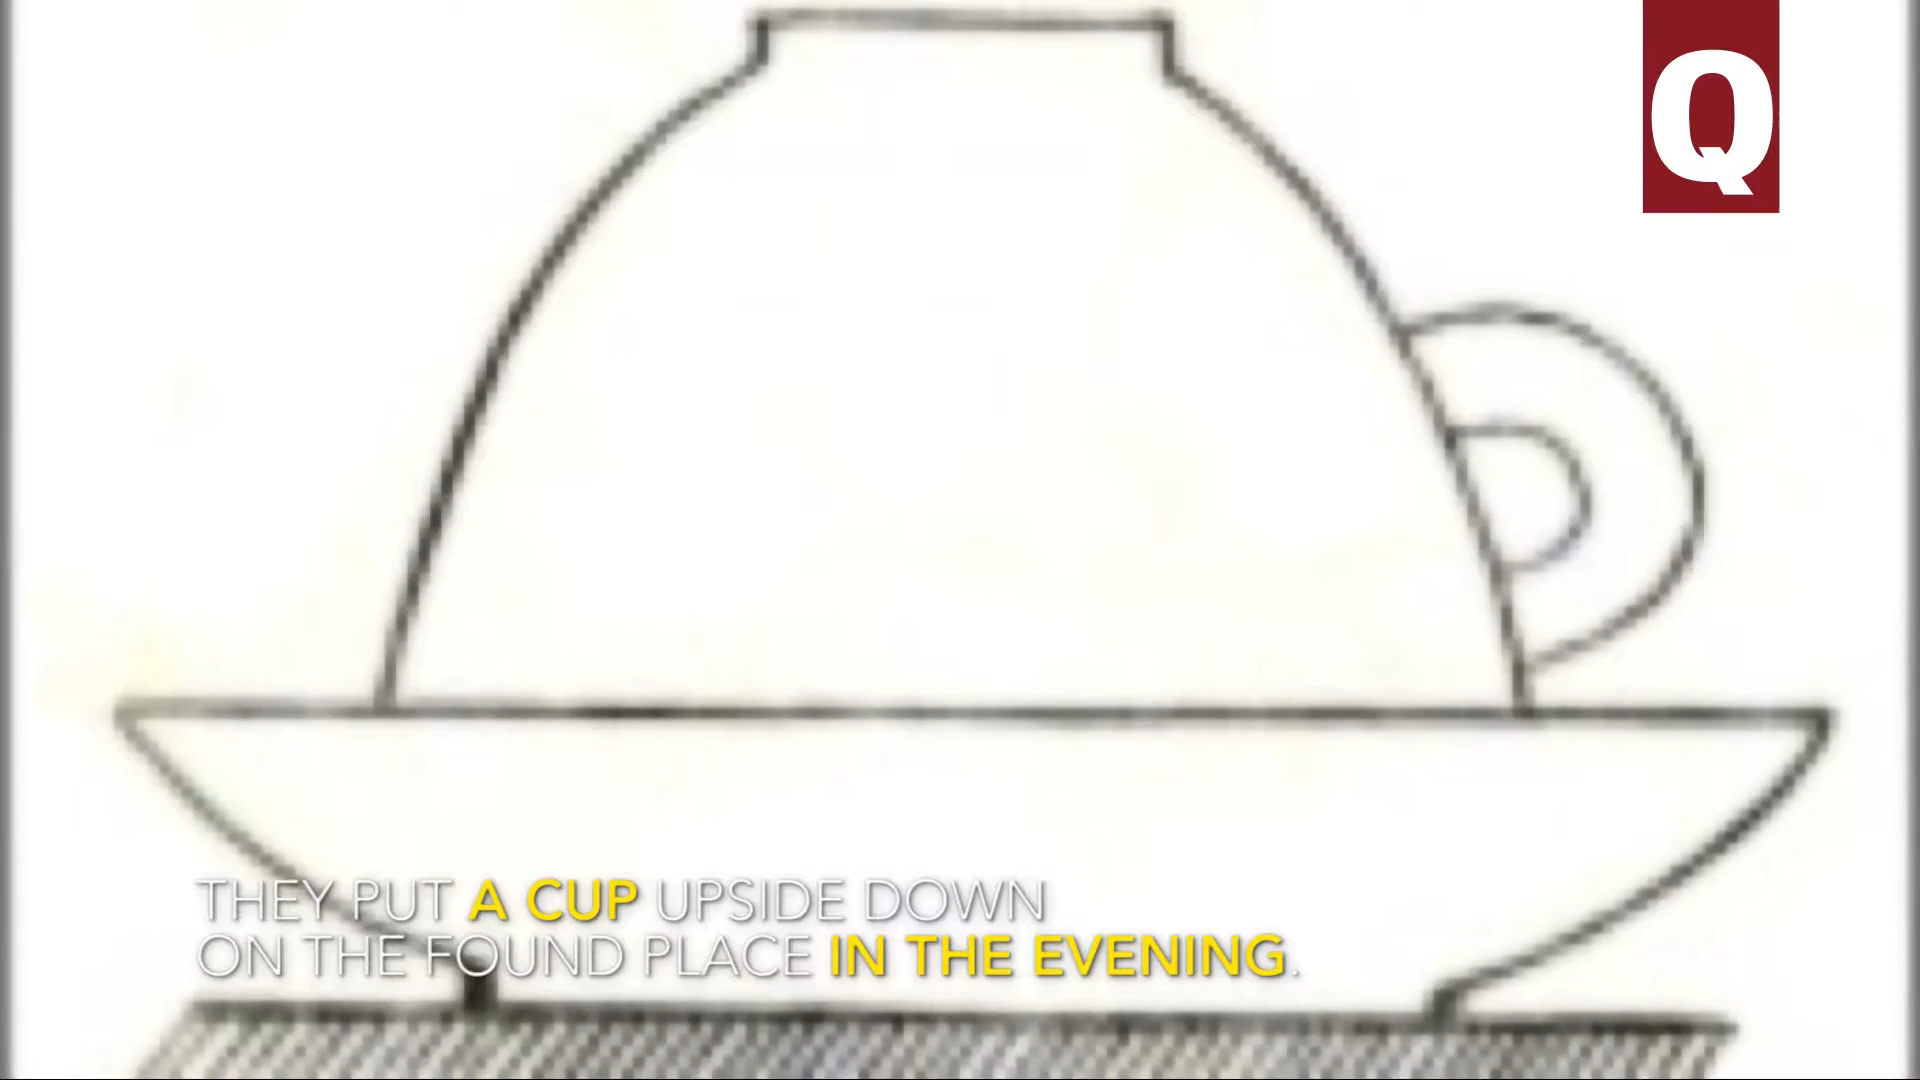 Q
THEY PUT A CUP UPSIDE DOWN
ON THE FOUND PLACE IN THE EVENING.